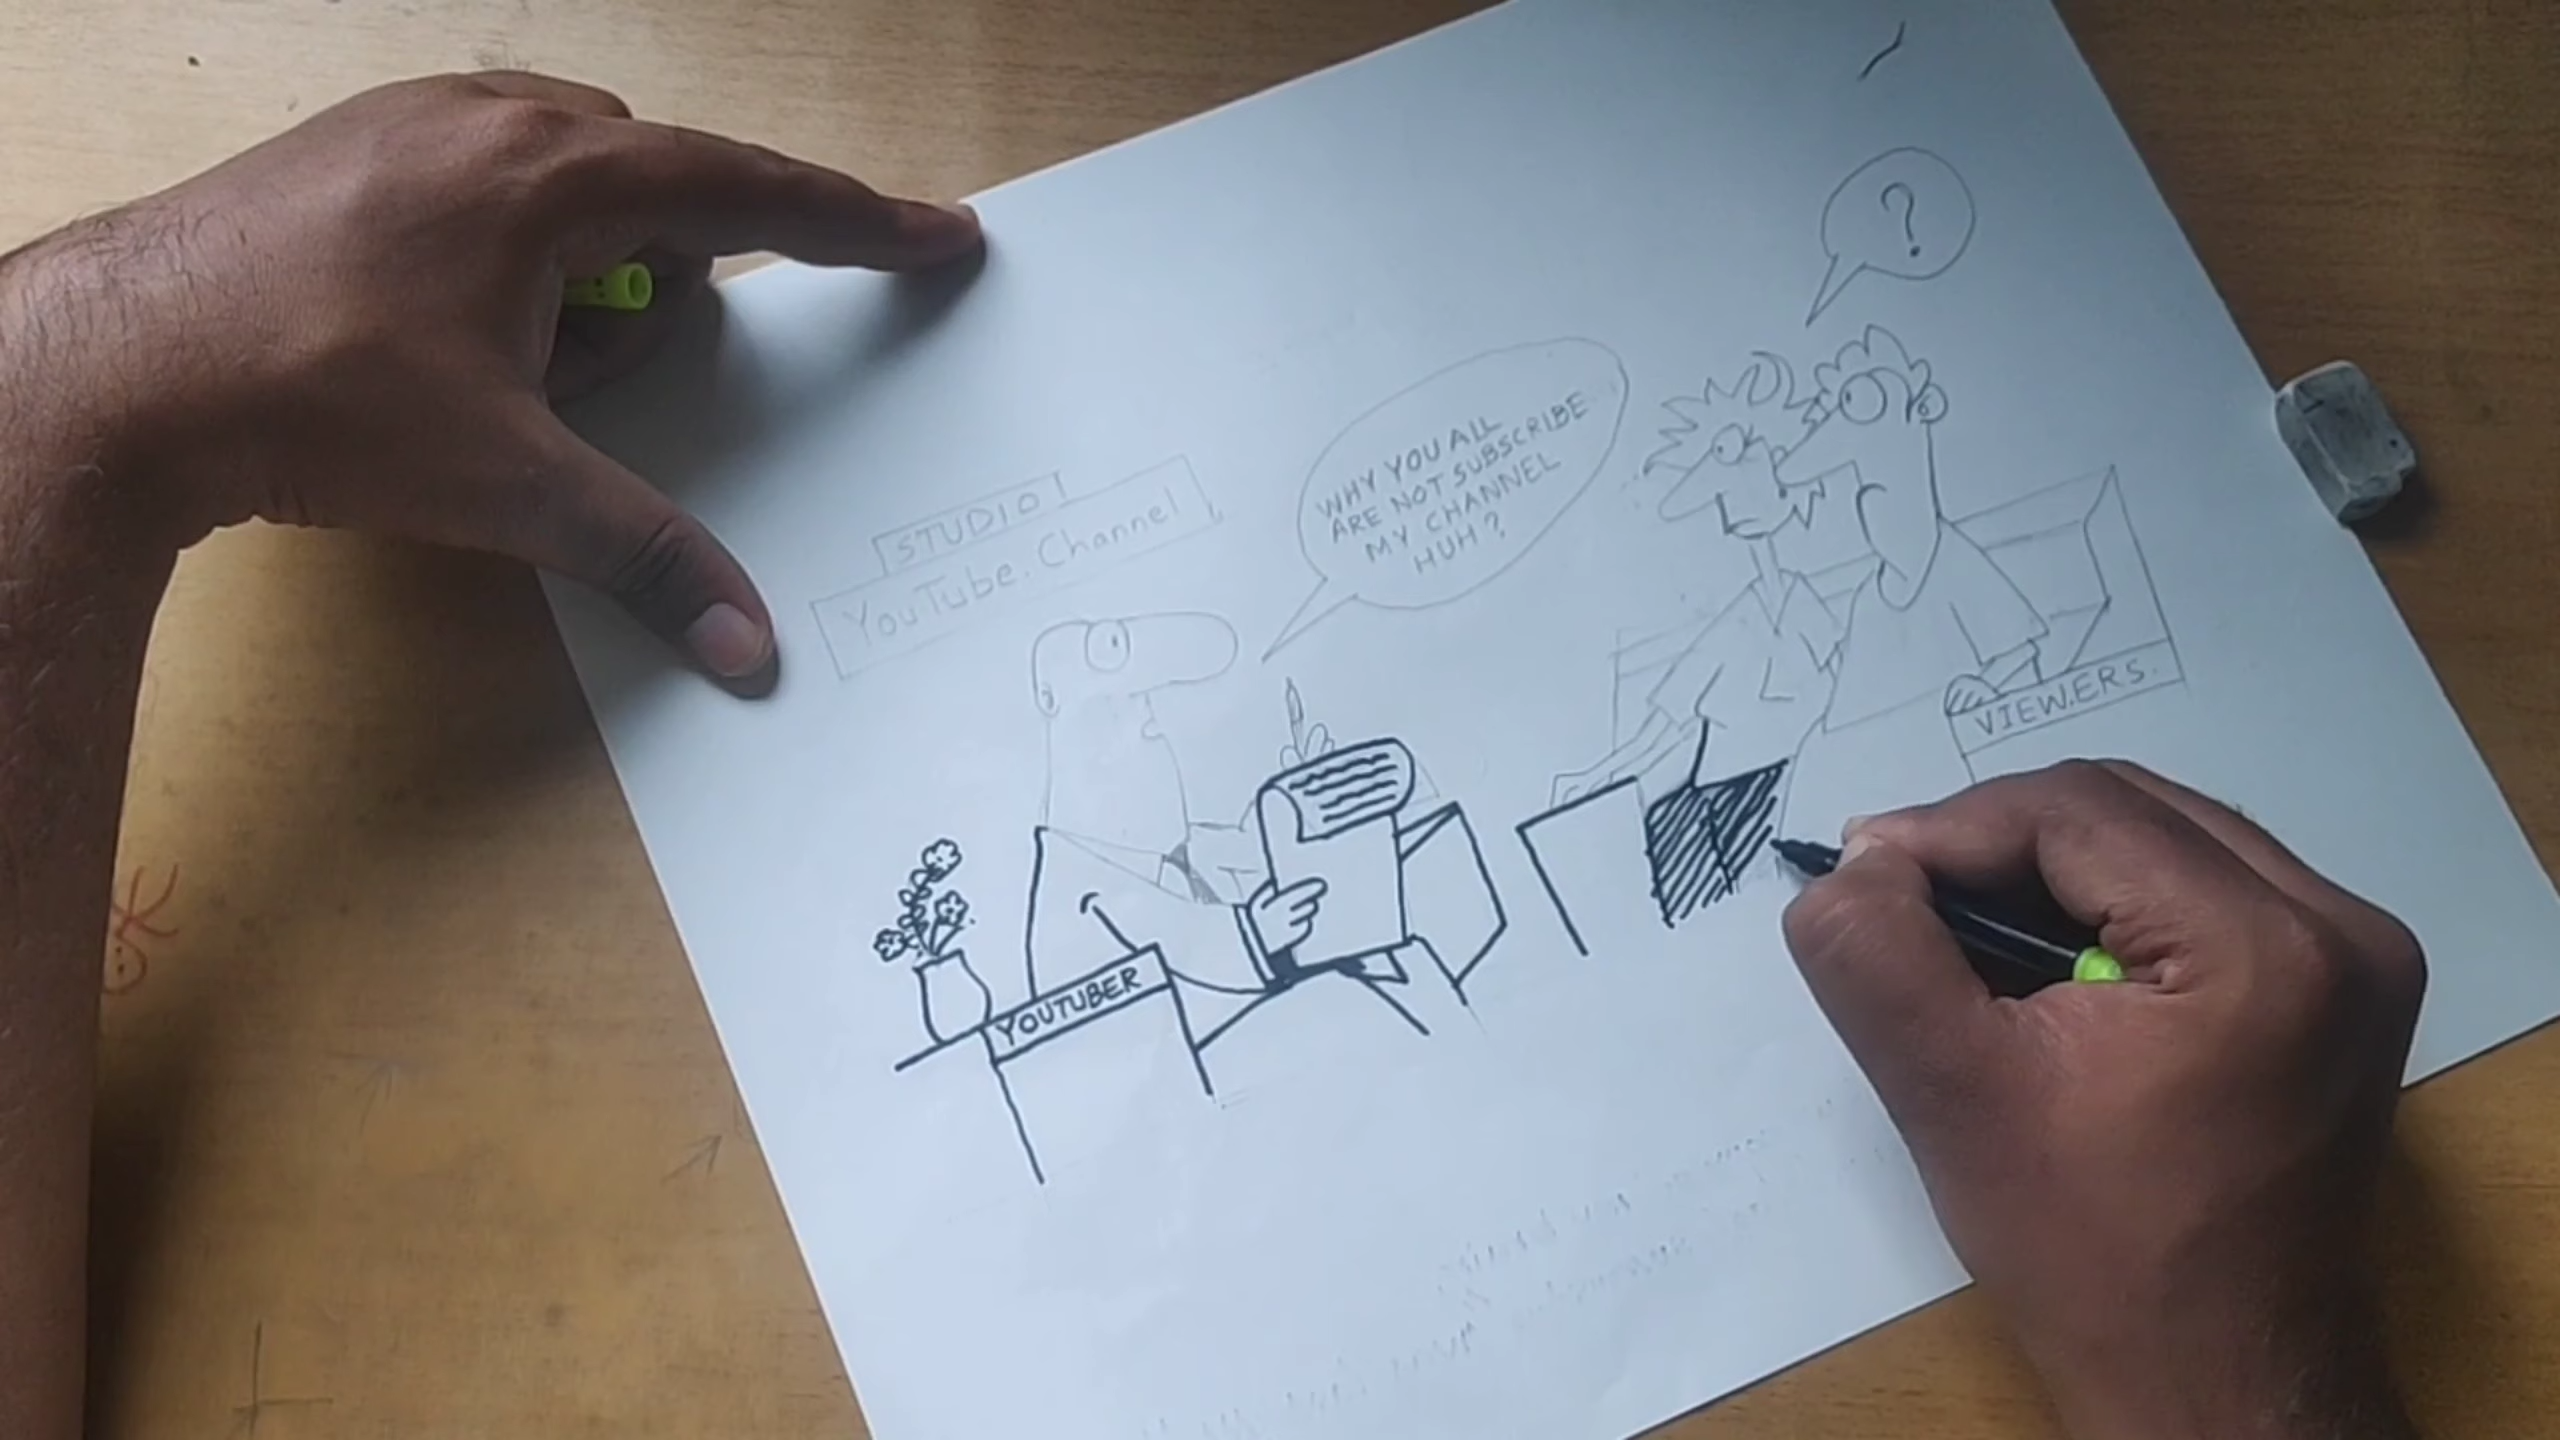 ?
WHY YOU ALL
ARE NOT SUBSCRIBE
MY CHANNEL
HUH?
STUDIO
YouTube. Channel
VIEWERS.
YOUTUBER